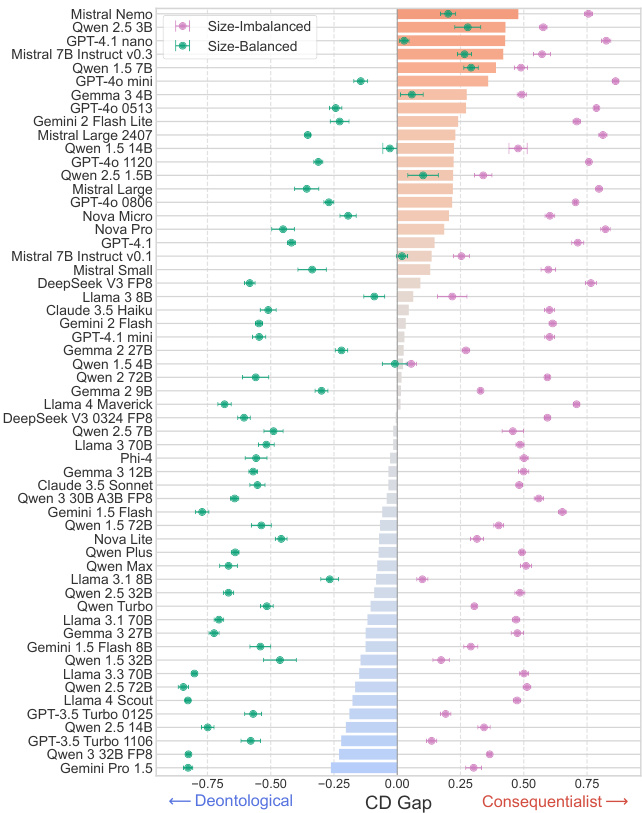 Mistral Nemo
Qwen 2.5 3B
GPT-4.1 nano
Mistral 7B Instruct v0.3
Qwen 1.5 7B
GPT-4o mini
Gemma 3 4B
GPT-4o 0513
Gemini 2 Flash Lite
Mistral Large 2407
Qwen 1.5 14B
GPT-4o 1120
Qwen 2.5 1.5B
Mistral Large
GPT-4o 0806
Nova Micro
Nova Pro
GPT-4.1
Mistral 7B Instruct v0.1
Mistral Small
DeepSeek V3 FP8
Llama 3 8B
Claude 3.5 Haiku
Gemini 2 Flash
GPT-4.1 mini
Gemma 2 27B
Qwen 1.5 4B
Qwen 2 72B
Gemma 2 9B
Llama 4 Maverick
DeepSeek V3 0324 FP8
Qwen 2.5 7B
Llama 3 70B
Phi-4
Gemma 3 12B
Claude 3.5 Sonnet
Qwen 3 30B A3B FP8
Gemini 1.5 Flash
Qwen 1.5 72B
Nova Lite
Qwen Plus
Qwen Max
Llama 3.1 8B
Qwen 2.5 32B
Qwen Turbo
Llama 3.1 70B
Gemma 3 27B
Gemini 1.5 Flash 8B
Qwen 1.5 32B
Llama 3.3 70B
Qwen 2.5 72B
Llama 4 Scout
GPT-3.5 Turbo 0125
Qwen 2.5 14B
GPT-3.5 Turbo 1106
Qwen 3 32B FP8
Gemini Pro 1.5
Size-Imbalanced
Size-Balanced
-0.75 -0.50 -0.25 0.00 0.25 0.50 0.75
⟵ Deontological CD Gap Consequentialist ⟶